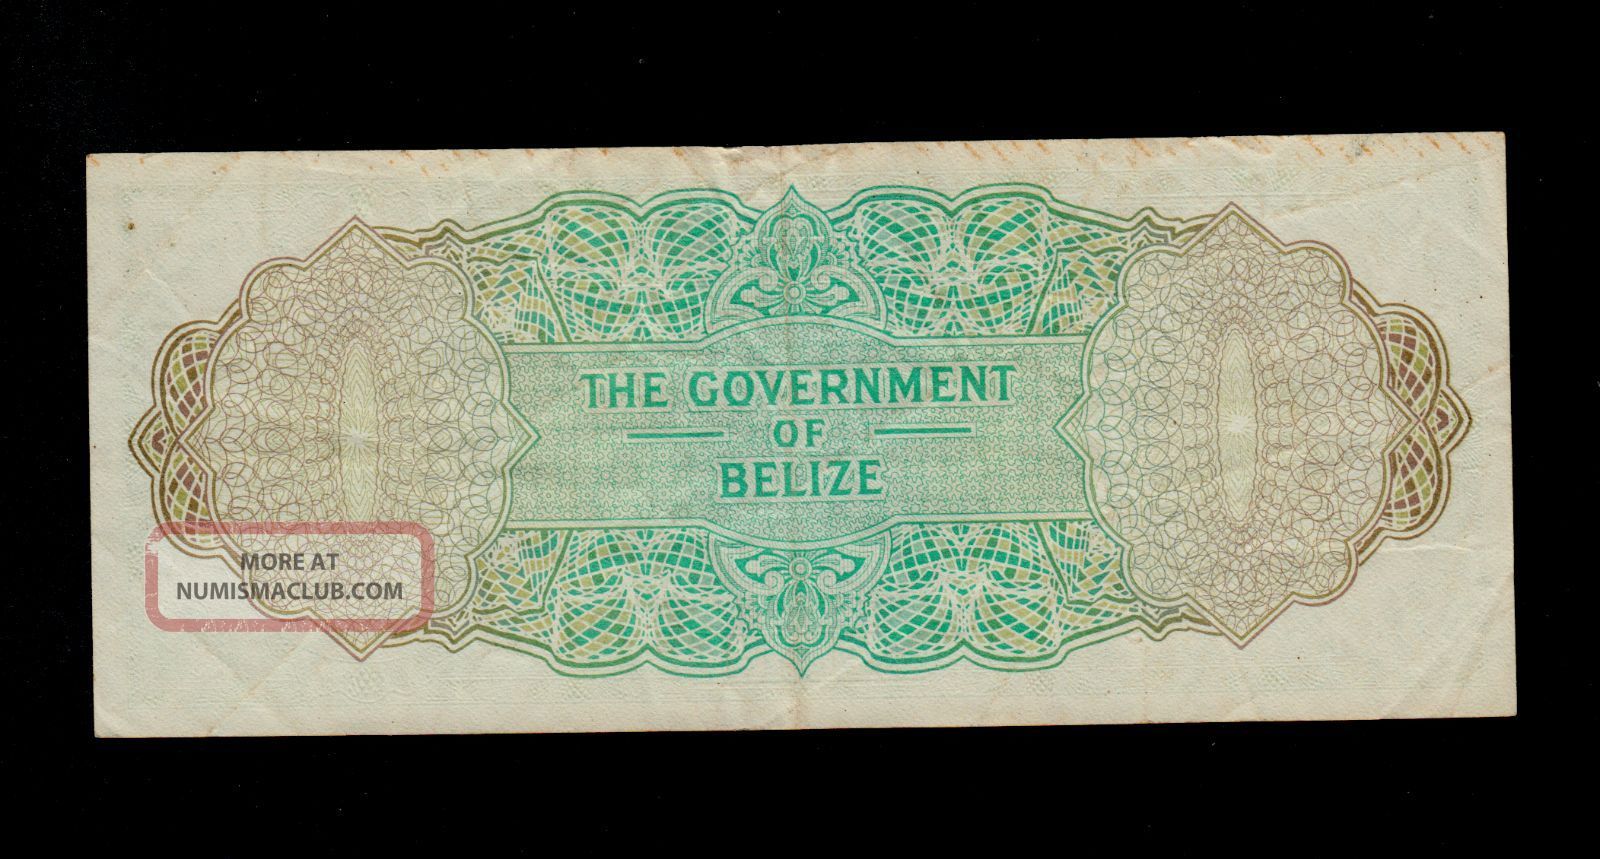 THE GOVERNMENT
OF
BELIZE
MORE AT
NUMISMACLUB.COM